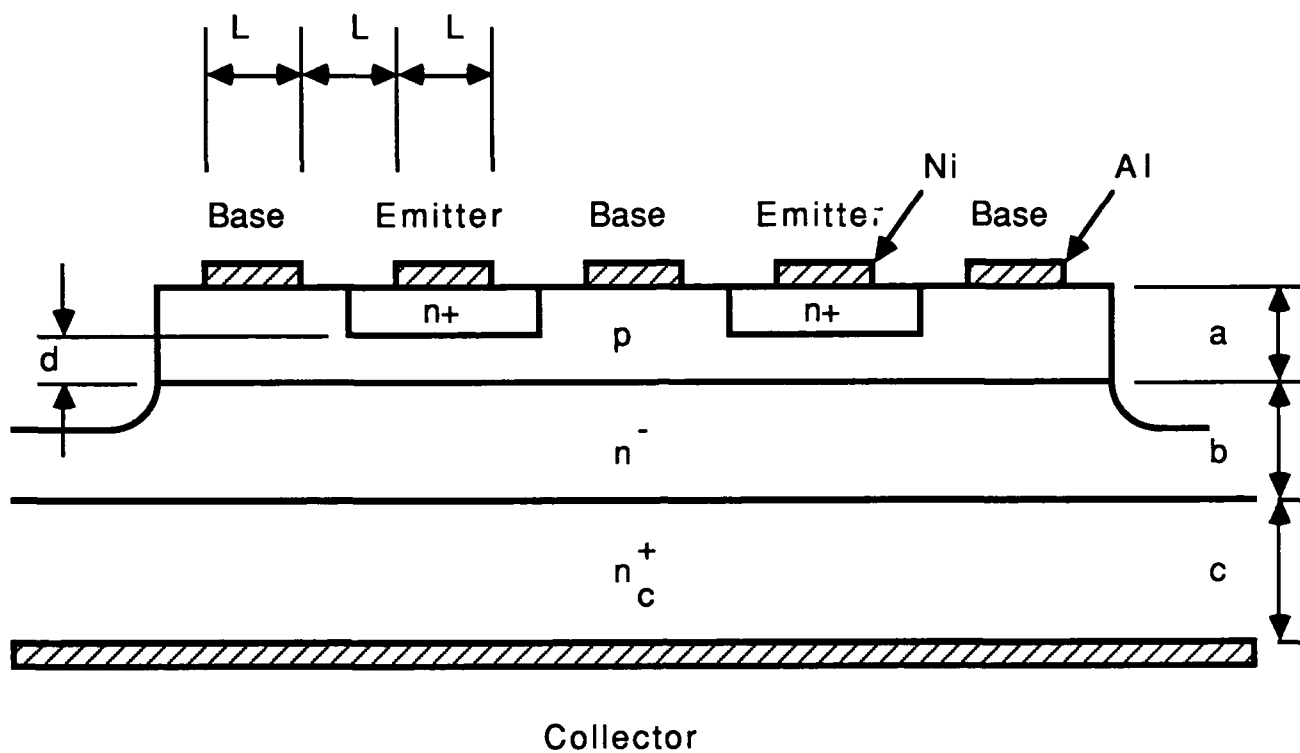 L L L
Ni Al
Base Emitter Base Emitter Base
n+ n+
d p a
n- b
n+c c
Collector